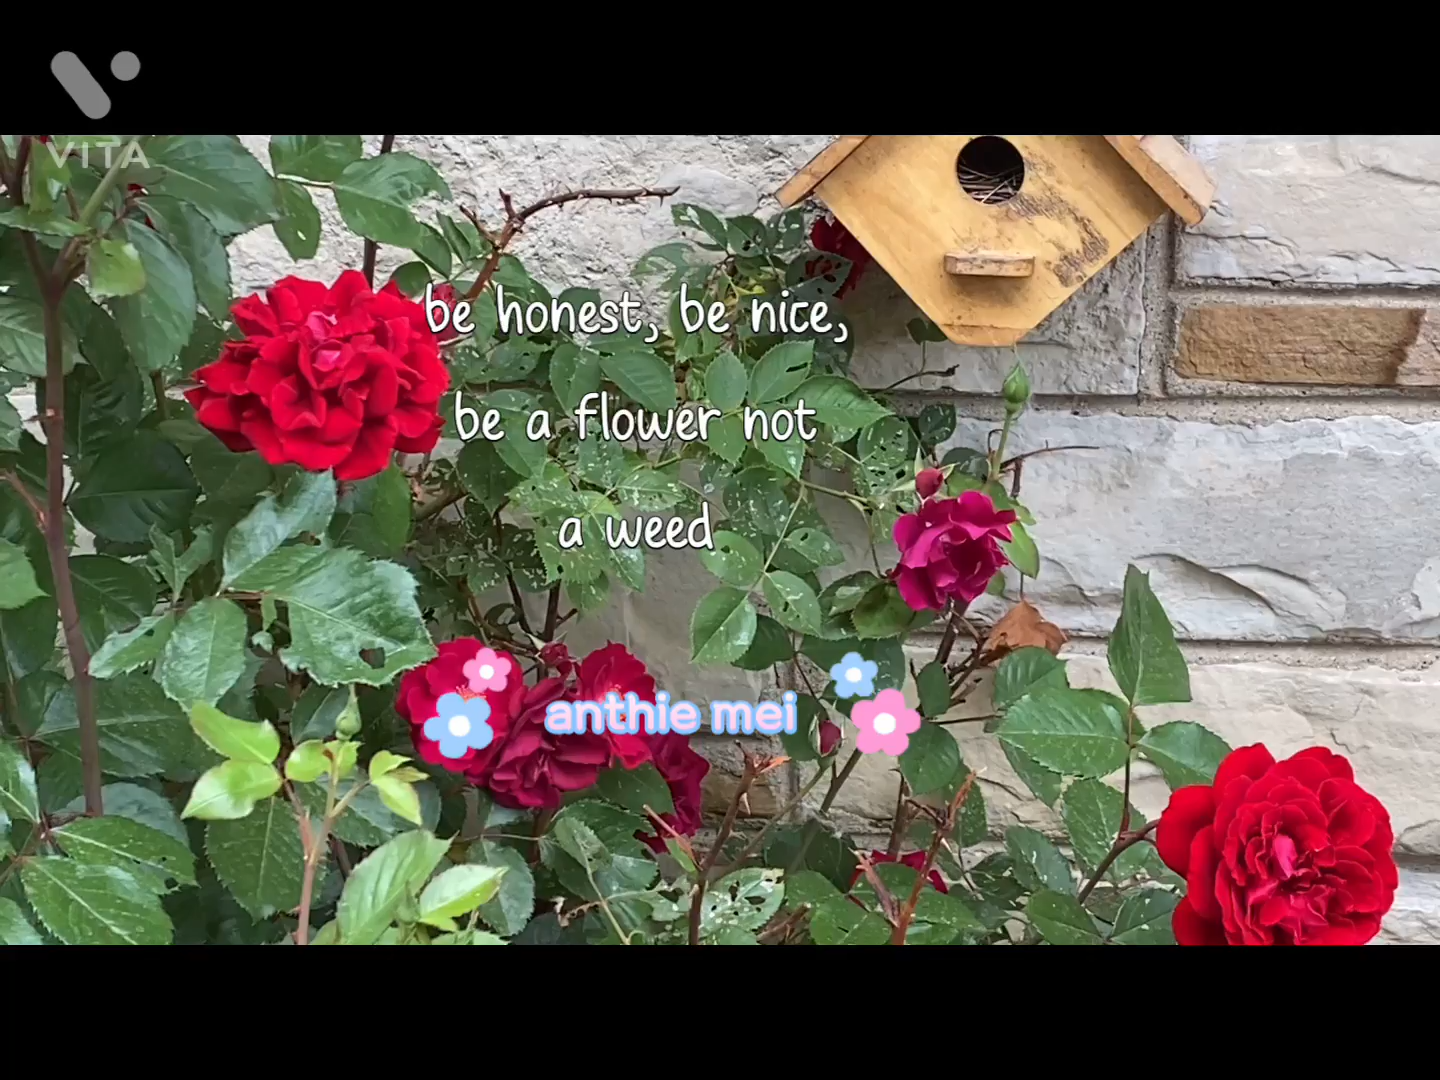 VITA
be honest, be nice,
be a flower not
a weed
anthie mei